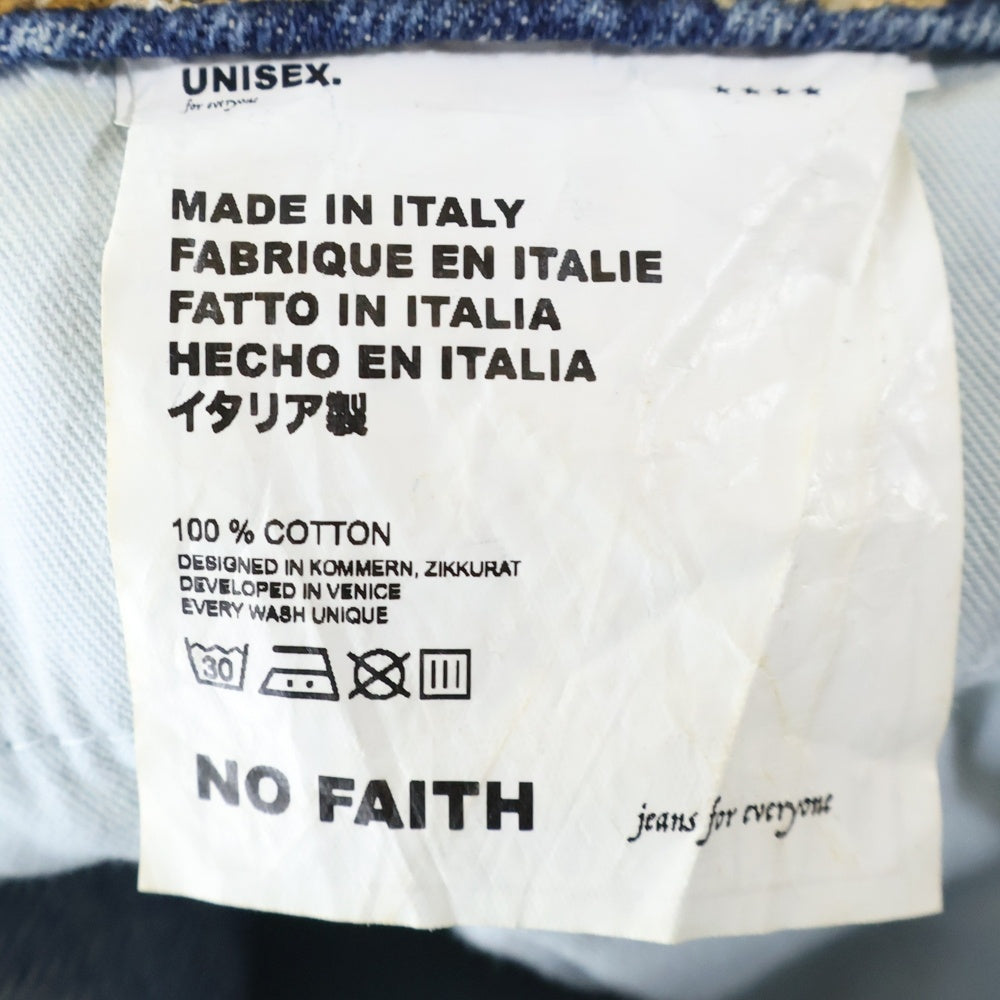 UNISEX.
for everyone
MADE IN ITALY
FABRIQUE EN ITALIE
FATTO IN ITALIA
HECHO EN ITALIA
イタリア製
100 % COTTON
DESIGNED IN KOMMERN, ZIKKURAT
DEVELOPED IN VENICE
EVERY WASH UNIQUE
30
NO FAITH
jeans for everyone